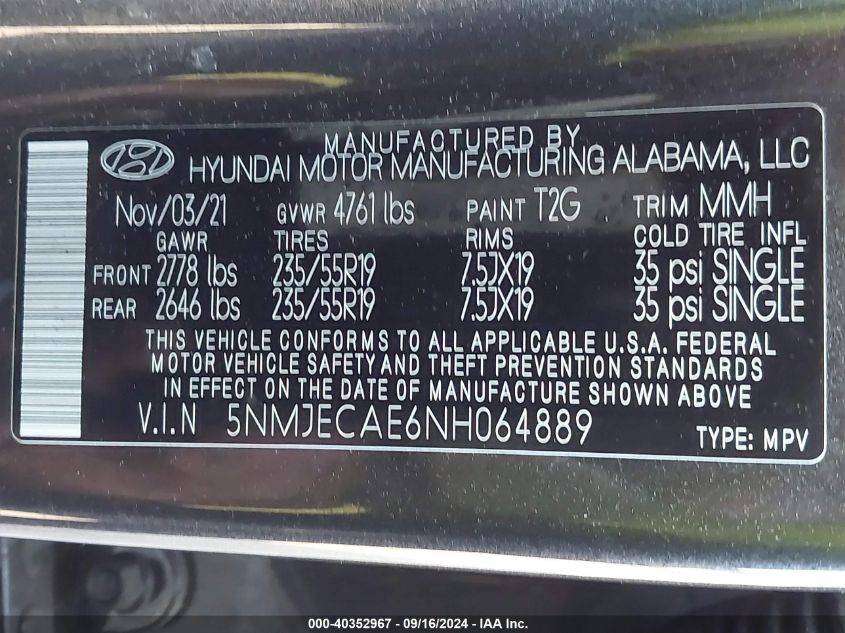 MANUFACTURED BY
HYUNDAI MOTOR MANUFACTURING ALABAMA, LLC
Nov/03/21 GVWR 4761 lbs PAINT T2G TRIM MMH
GAWR TIRES RIMS COLD TIRE INFL
FRONT 2778 lbs 235/55R19 7.5JX19 35 psi SINGLE
REAR 2646 lbs 235/55R19 7.5JX19 35 psi SINGLE
THIS VEHICLE CONFORMS TO ALL APPLICABLE U.S.A. FEDERAL
MOTOR VEHICLE SAFETY AND THEFT PREVENTION STANDARDS
IN EFFECT ON THE DATE OF MANUFACTURE SHOWN ABOVE
V.I.N 5NMJECAE6NH064889 TYPE: MPV
000-40352967 - 09/16/2024 - IAA Inc.